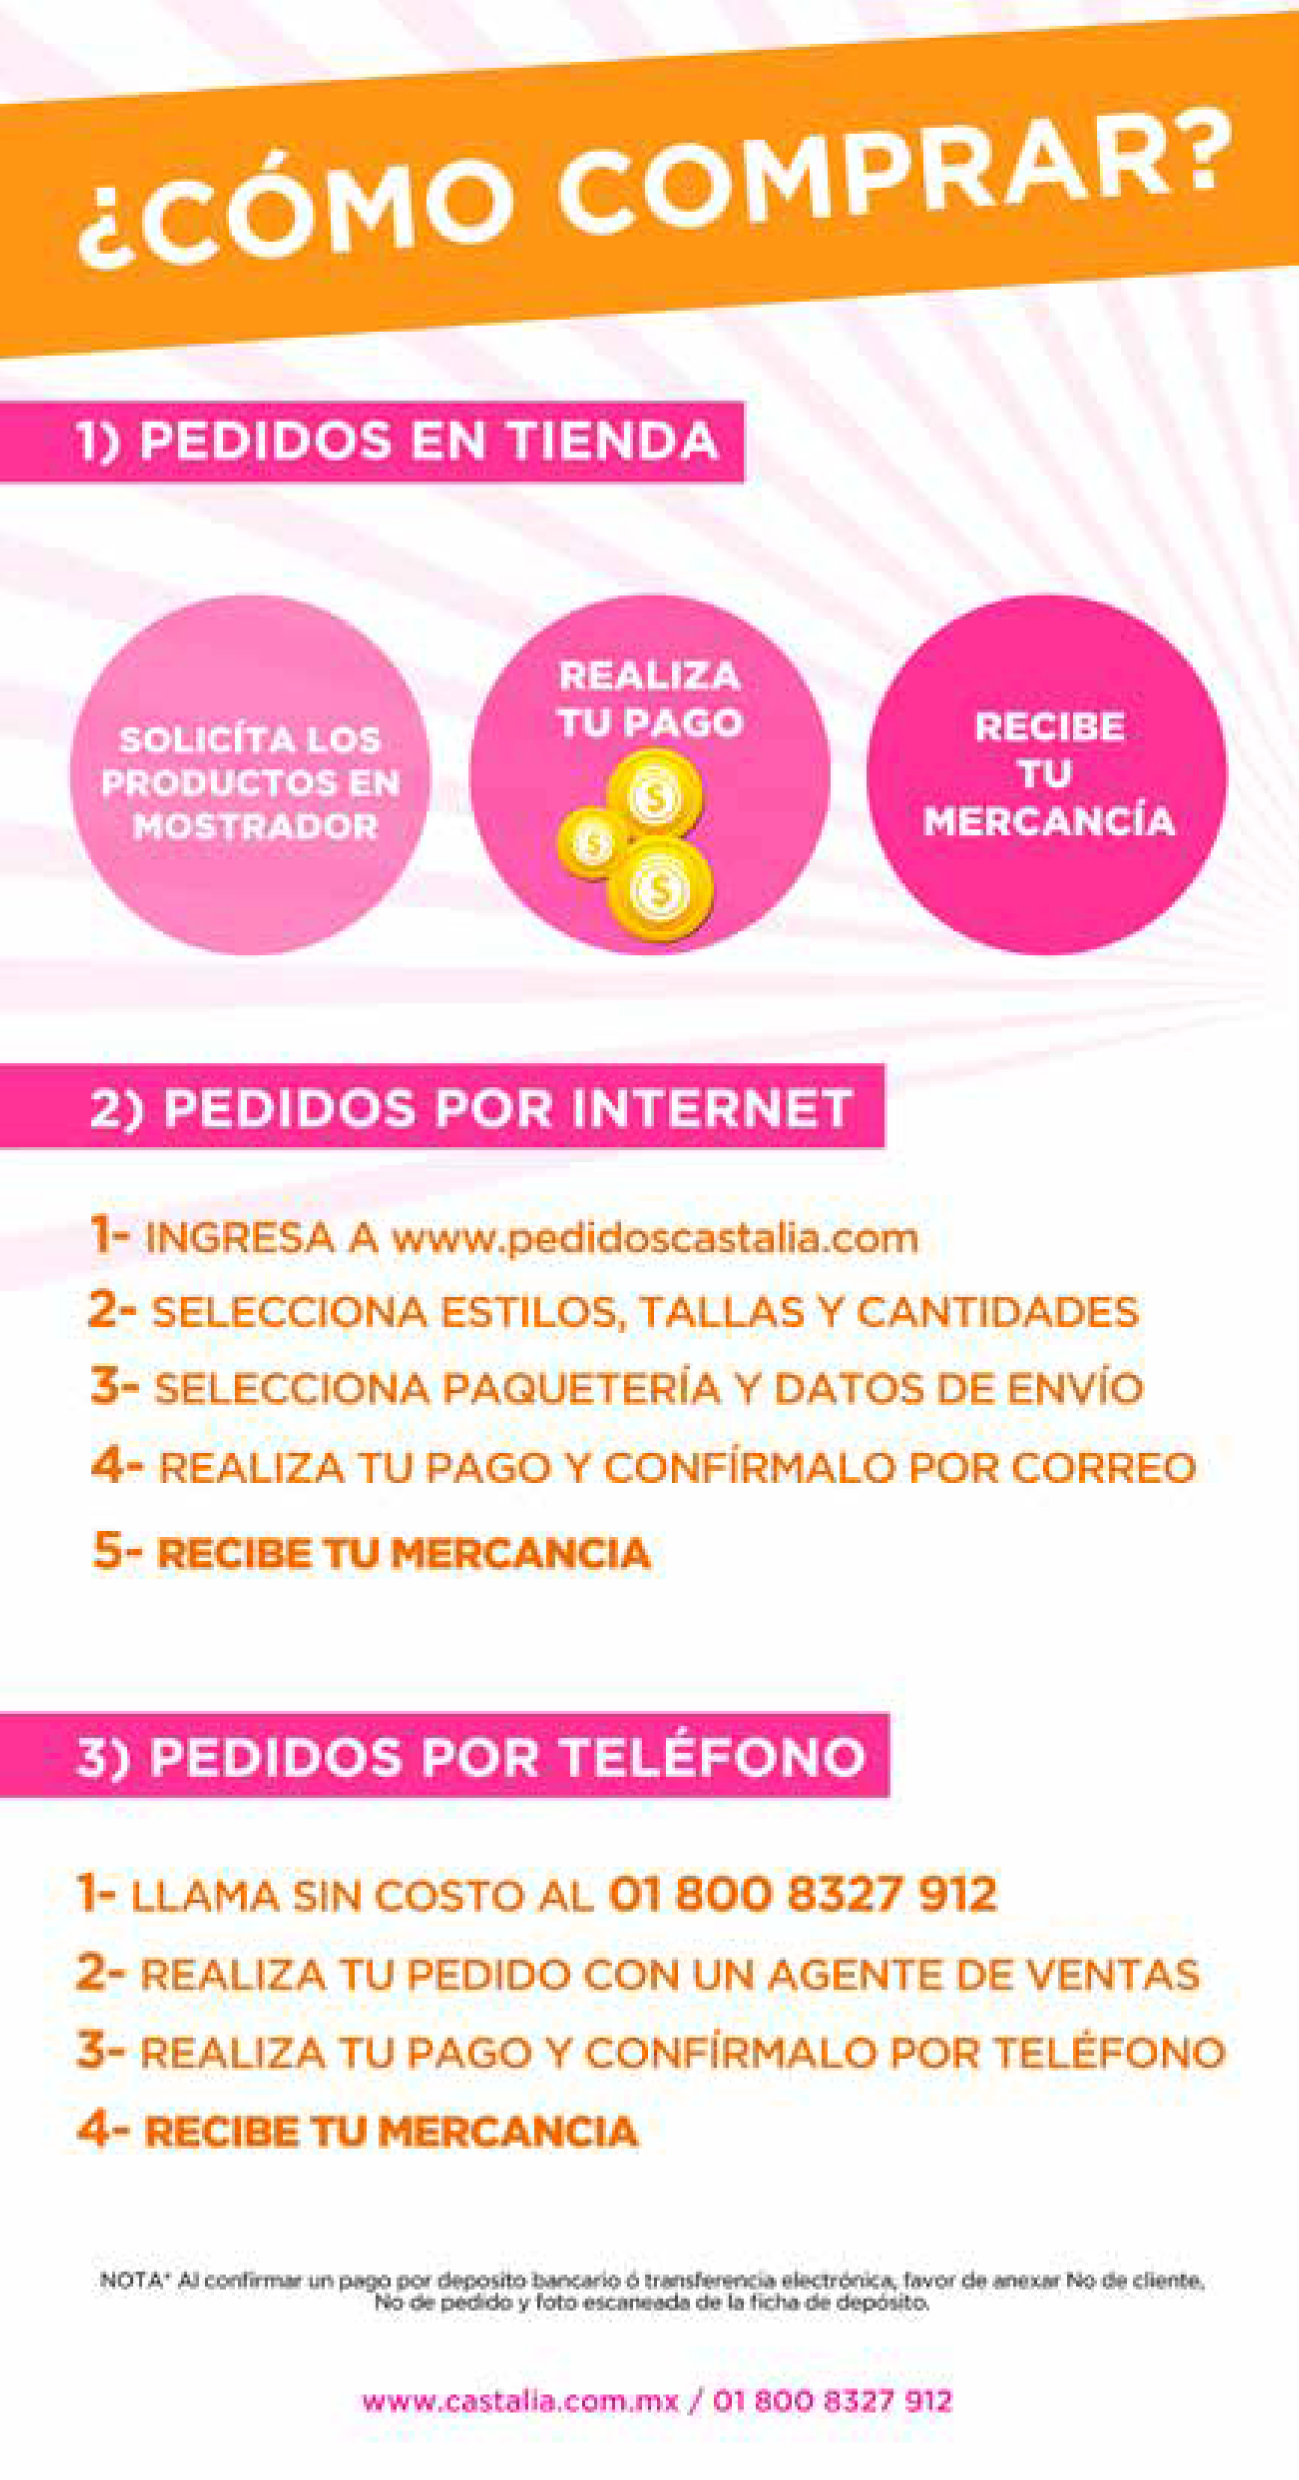 ¿CÓMO COMPRAR?
1) PEDIDOS EN TIENDA
SOLICÍTA LOS
PRODUCTOS EN
MOSTRADOR
REALIZA
TU PAGO
$
$
$
RECIBE
TU
MERCANCÍA
2) PEDIDOS POR INTERNET
1- INGRESA A www.pedidoscastalia.com
2- SELECCIONA ESTILOS, TALLAS Y CANTIDADES
3- SELECCIONA PAQUETERÍA Y DATOS DE ENVÍO
4- REALIZA TU PAGO Y CONFÍRMALO POR CORREO
5- RECIBE TU MERCANCIA
3) PEDIDOS POR TELÉFONO
1- LLAMA SIN COSTO AL 01 800 8327 912
2- REALIZA TU PEDIDO CON UN AGENTE DE VENTAS
3- REALIZA TU PAGO Y CONFÍRMALO POR TELÉFONO
4- RECIBE TU MERCANCIA
NOTA* Al confirmar un pago por deposito bancario ó transferencia electrónica, favor de anexar No de cliente,
No de pedido y foto escaneada de la ficha de depósito.
www.castalia.com.mx / 01 800 8327 912